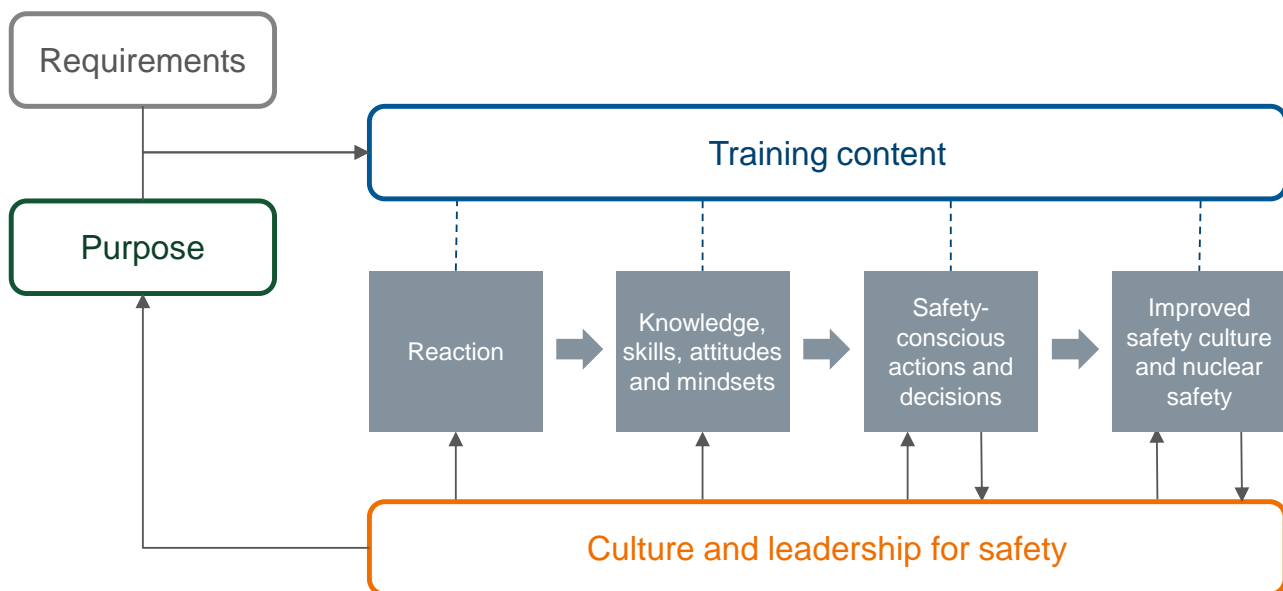 Requirements
Training content
Purpose
Reaction
Knowledge,
skills, attitudes
and mindsets
Safety-
conscious
actions and
decisions
Improved
safety culture
and nuclear
safety
Culture and leadership for safety